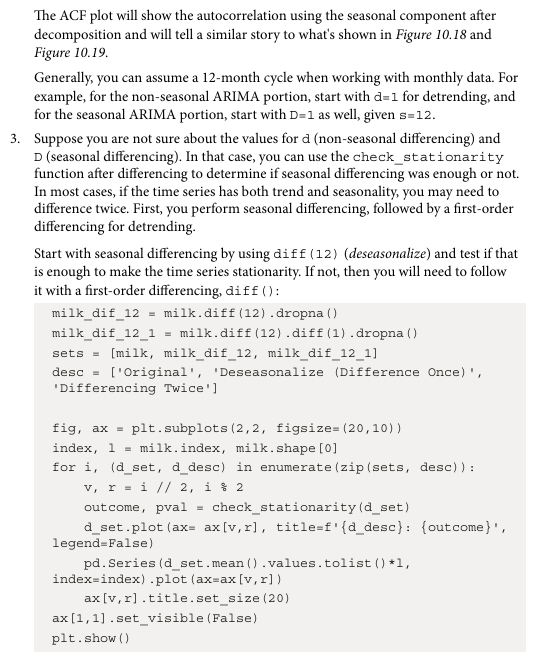 The ACF plot will show the autocorrelation using the seasonal component after
decomposition and will tell a similar story to what's shown in Figure 10.18 and
Figure 10.19.
Generally, you can assume a 12-month cycle when working with monthly data. For
example, for the non-seasonal ARIMA portion, start with d=1 for detrending, and
for the seasonal ARIMA portion, start with D=1 as well, given s=12.
3. Suppose you are not sure about the values for d (non-seasonal differencing) and
D (seasonal differencing). In that case, you can use the check_stationarity
function after differencing to determine if seasonal differencing was enough or not.
In most cases, if the time series has both trend and seasonality, you may need to
difference twice. First, you perform seasonal differencing, followed by a first-order
differencing for detrending.
Start with seasonal differencing by using diff(12) (deseasonalize) and test if that
is enough to make the time series stationarity. If not, then you will need to follow
it with a first-order differencing, diff():
milk_dif_12 = milk.diff(12).dropna()
milk_dif_12_1 = milk.diff(12).diff(1).dropna()
sets = [milk, milk_dif_12, milk_dif_12_1]
desc = ['Original', 'Deseasonalize (Difference Once)',
'Differencing Twice']
fig, ax = plt.subplots(2,2, figsize=(20,10))
index, l = milk.index, milk.shape[0]
for i, (d_set, d_desc) in enumerate(zip(sets, desc)):
    v, r = i // 2, i % 2
    outcome, pval = check_stationarity(d_set)
    d_set.plot(ax= ax[v,r], title=f'{d_desc}: {outcome}',
legend=False)
    pd.Series(d_set.mean().values.tolist()*l,
index=index).plot(ax=ax[v,r])
    ax[v,r].title.set_size(20)
ax[1,1].set_visible(False)
plt.show()